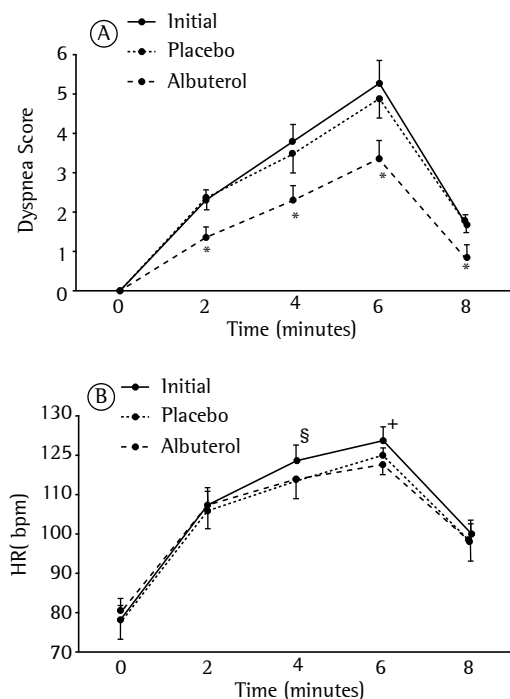 A
Initial
Placebo
Albuterol
6
5
4
3
2
1
0
Dyspnea Score
*
*
*
*
0 2 4 6 8
Time (minutes)
B
Initial
Placebo
Albuterol
130
125
110
100
90
80
70
HR( bpm)
§
+
0 2 4 6 8
Time (minutes)